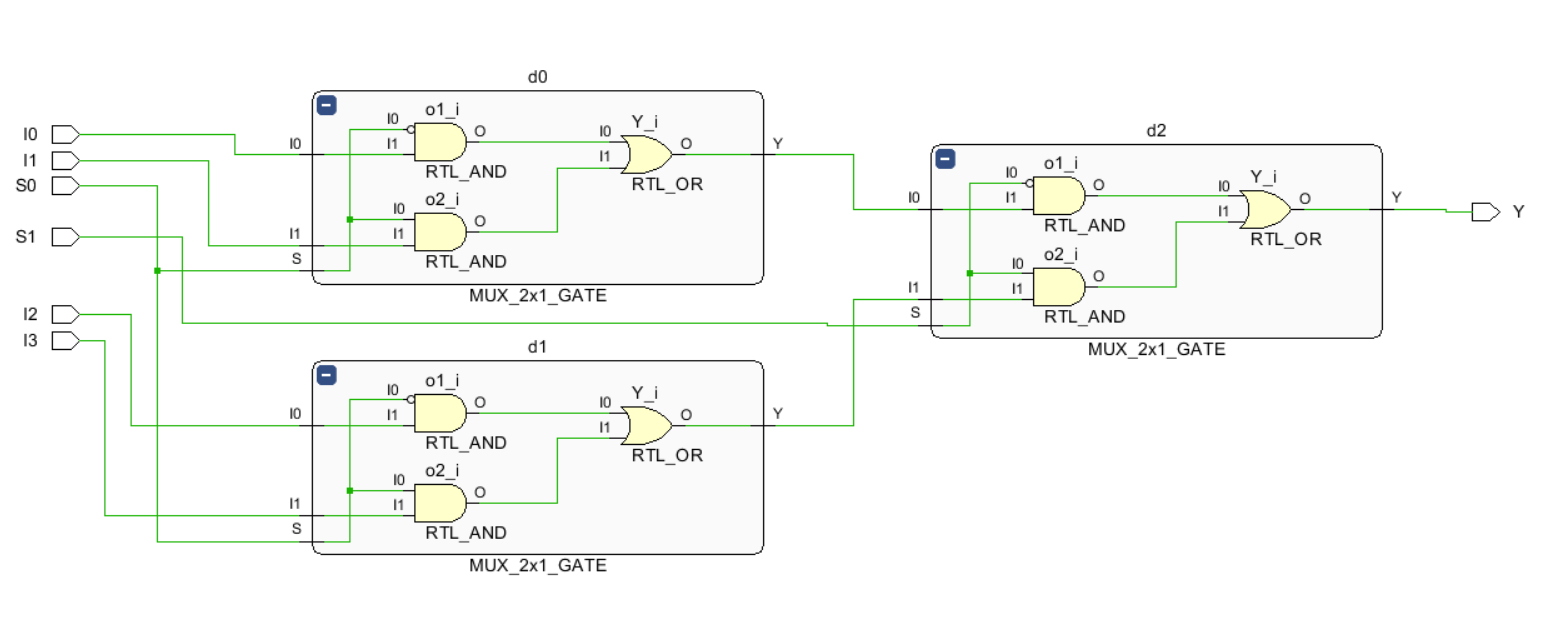 d0
o1_i
I0
I1
O
RTL_AND
o2_i
I0
I1
O
RTL_AND
Y_i
I0
I1
O
RTL_OR
I0
I1
S
Y
MUX_2x1_GATE
I0
I1
S0
S1
I2
I3
d1
o1_i
I0
I1
O
RTL_AND
o2_i
I0
I1
O
RTL_AND
Y_i
I0
I1
O
RTL_OR
I0
I1
S
Y
MUX_2x1_GATE
d2
o1_i
I0
I1
O
RTL_AND
o2_i
I0
I1
O
RTL_AND
Y_i
I0
I1
O
RTL_OR
I0
I1
S
Y
MUX_2x1_GATE
Y